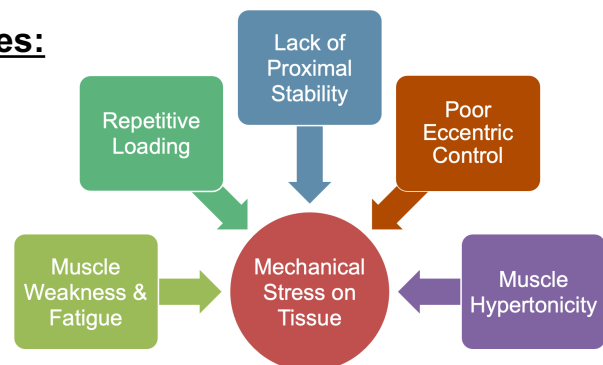 es:
Lack of
Proximal
Stability
Repetitive
Loading
Poor
Eccentric
Control
Muscle
Weakness &
Fatigue
Mechanical
Stress on
Tissue
Muscle
Hypertonicity